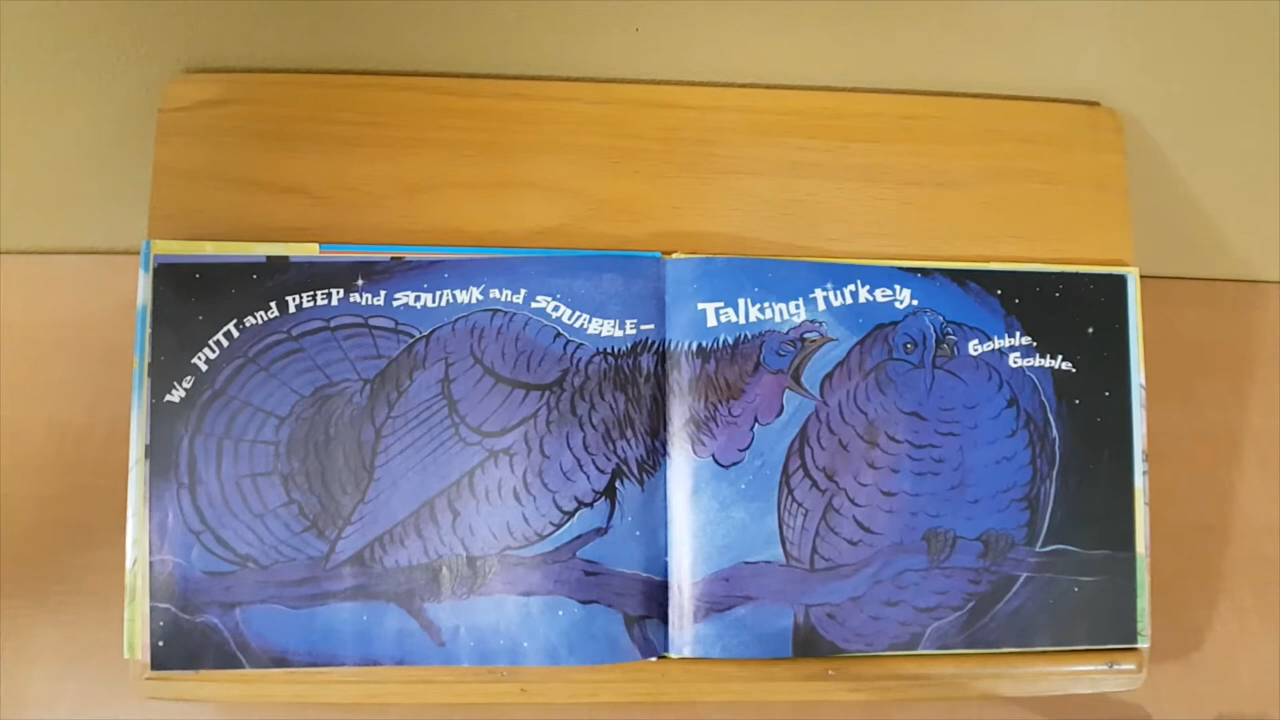 We PUTT and PEEP and SQUAWK and SQUABBLE—
Talking turkey.
Gobble,
Gobble.